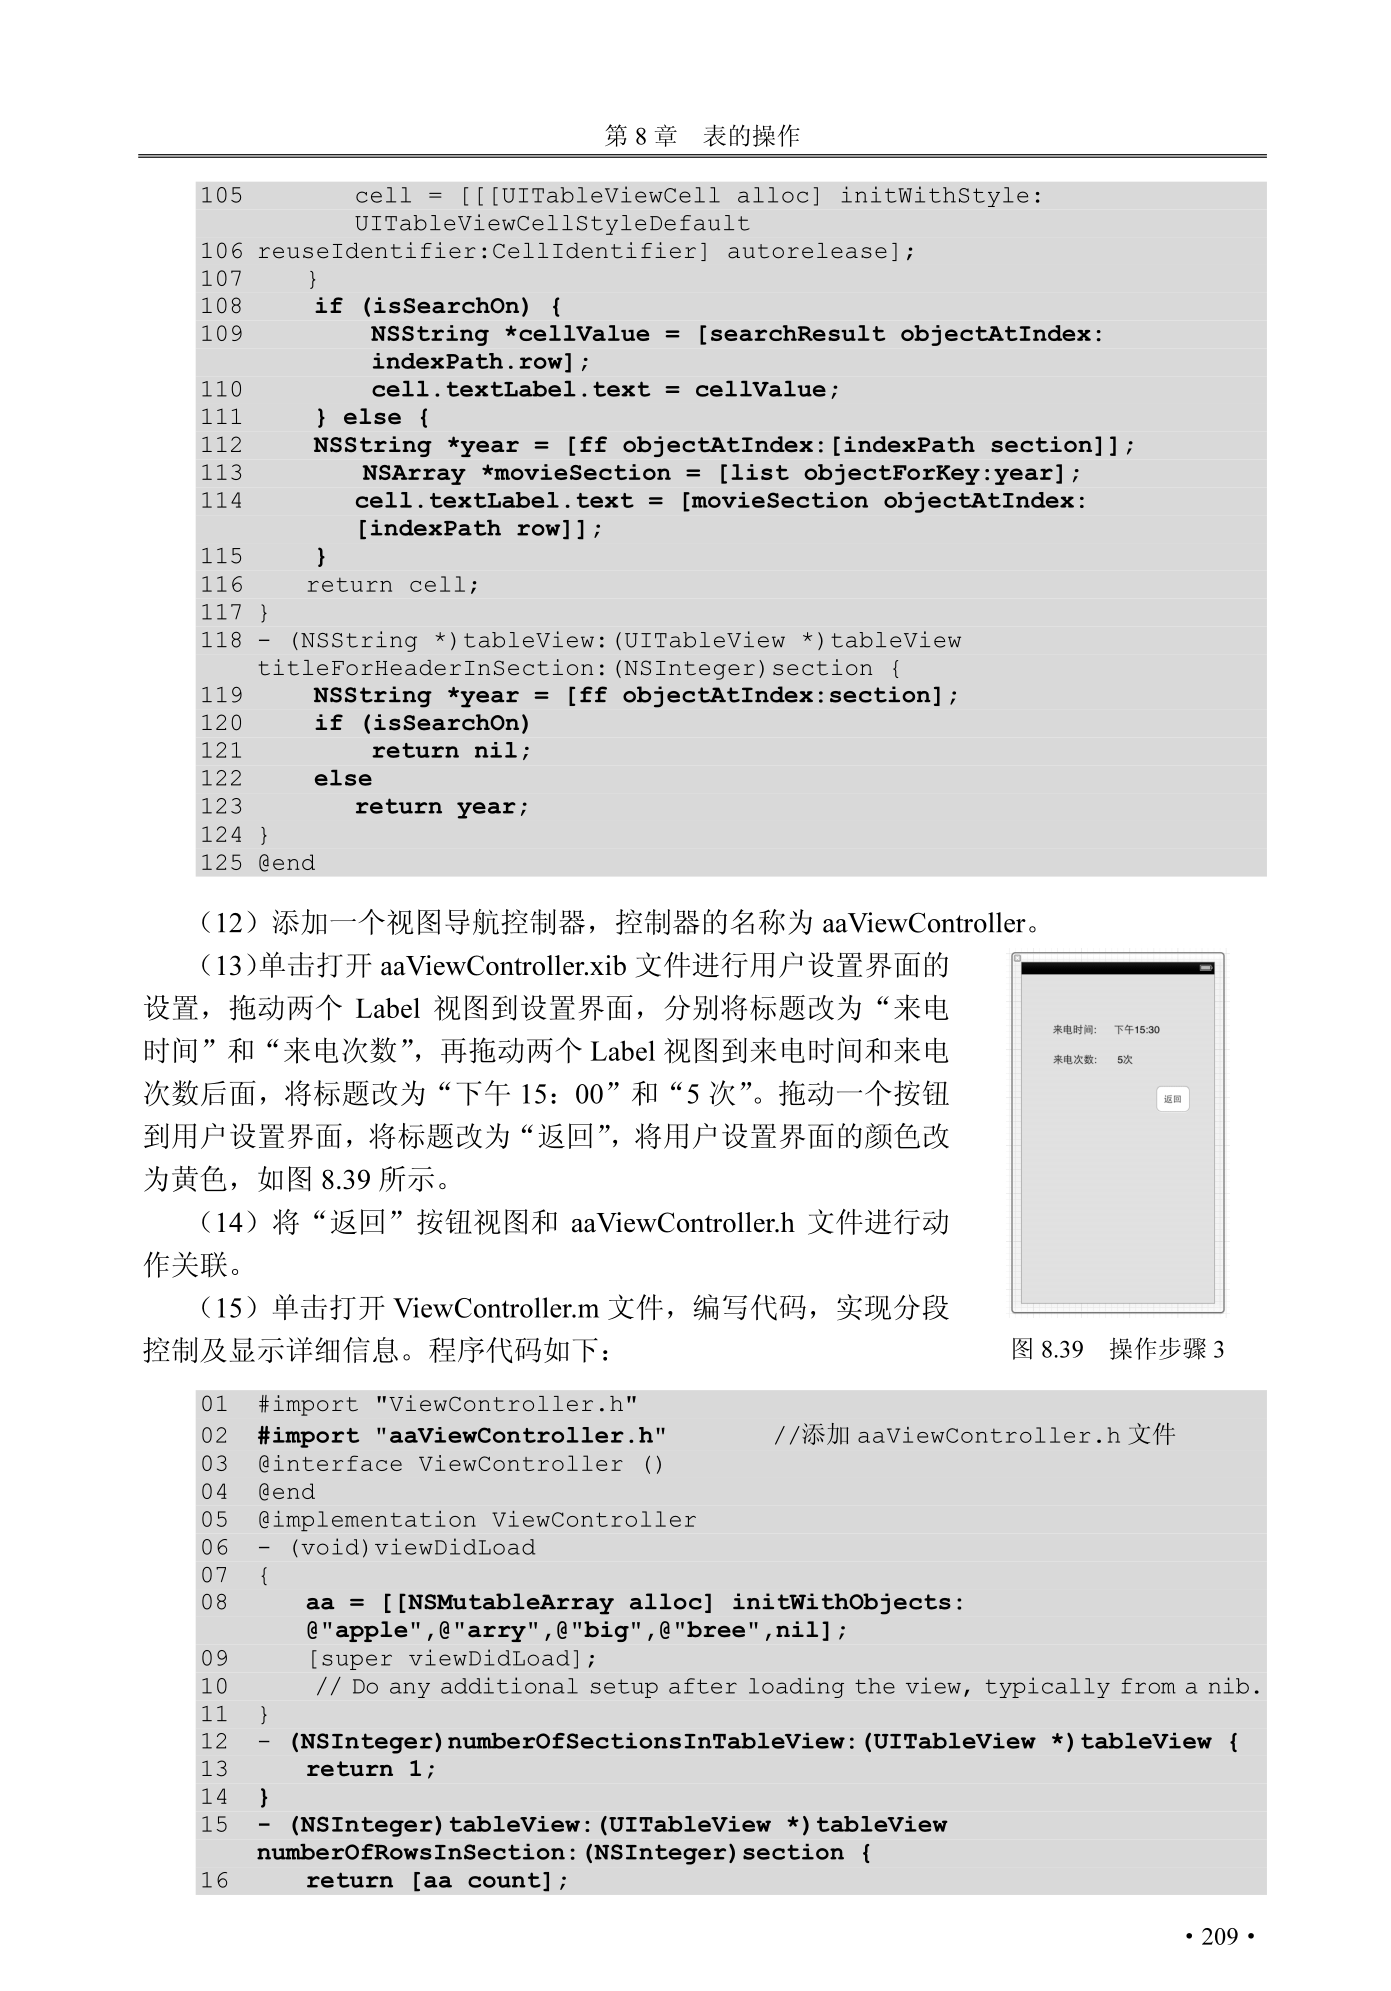 第 8 章　表的操作
105 cell = [[[UITableViewCell alloc] initWithStyle:
UITableViewCellStyleDefault
106 reuseIdentifier:CellIdentifier] autorelease];
107 }
108 if (isSearchOn) {
109 NSString *cellValue = [searchResult objectAtIndex:
indexPath.row];
110 cell.textLabel.text = cellValue;
111 } else {
112 NSString *year = [ff objectAtIndex:[indexPath section]];
113 NSArray *movieSection = [list objectForKey:year];
114 cell.textLabel.text = [movieSection objectAtIndex:
[indexPath row]];
115 }
116 return cell;
117 }
118 - (NSString *)tableView:(UITableView *)tableView
titleForHeaderInSection:(NSInteger)section {
119 NSString *year = [ff objectAtIndex:section];
120 if (isSearchOn)
121 return nil;
122 else
123 return year;
124 }
125 @end
（12）添加一个视图导航控制器，控制器的名称为 aaViewController。
（13）单击打开 aaViewController.xib 文件进行用户设置界面的
设置，拖动两个 Label 视图到设置界面，分别将标题改为“来电
时间”和“来电次数”，再拖动两个 Label 视图到来电时间和来电
次数后面，将标题改为“下午 15：00”和“5 次”。拖动一个按钮
到用户设置界面，将标题改为“返回”，将用户设置界面的颜色改
为黄色，如图 8.39 所示。
（14）将“返回”按钮视图和 aaViewController.h 文件进行动
作关联。
（15）单击打开 ViewController.m 文件，编写代码，实现分段
控制及显示详细信息。程序代码如下：
来电时间: 下午15:30
来电次数: 5次
返回
图 8.39　操作步骤 3
01 #import "ViewController.h"
02 #import "aaViewController.h" //添加 aaViewController.h 文件
03 @interface ViewController ()
04 @end
05 @implementation ViewController
06 - (void)viewDidLoad
07 {
08 aa = [[NSMutableArray alloc] initWithObjects:
@"apple",@"arry",@"big",@"bree",nil];
09 [super viewDidLoad];
10 // Do any additional setup after loading the view, typically from a nib.
11 }
12 - (NSInteger)numberOfSectionsInTableView:(UITableView *)tableView {
13 return 1;
14 }
15 - (NSInteger)tableView:(UITableView *)tableView
numberOfRowsInSection:(NSInteger)section {
16 return [aa count];
• 209 •